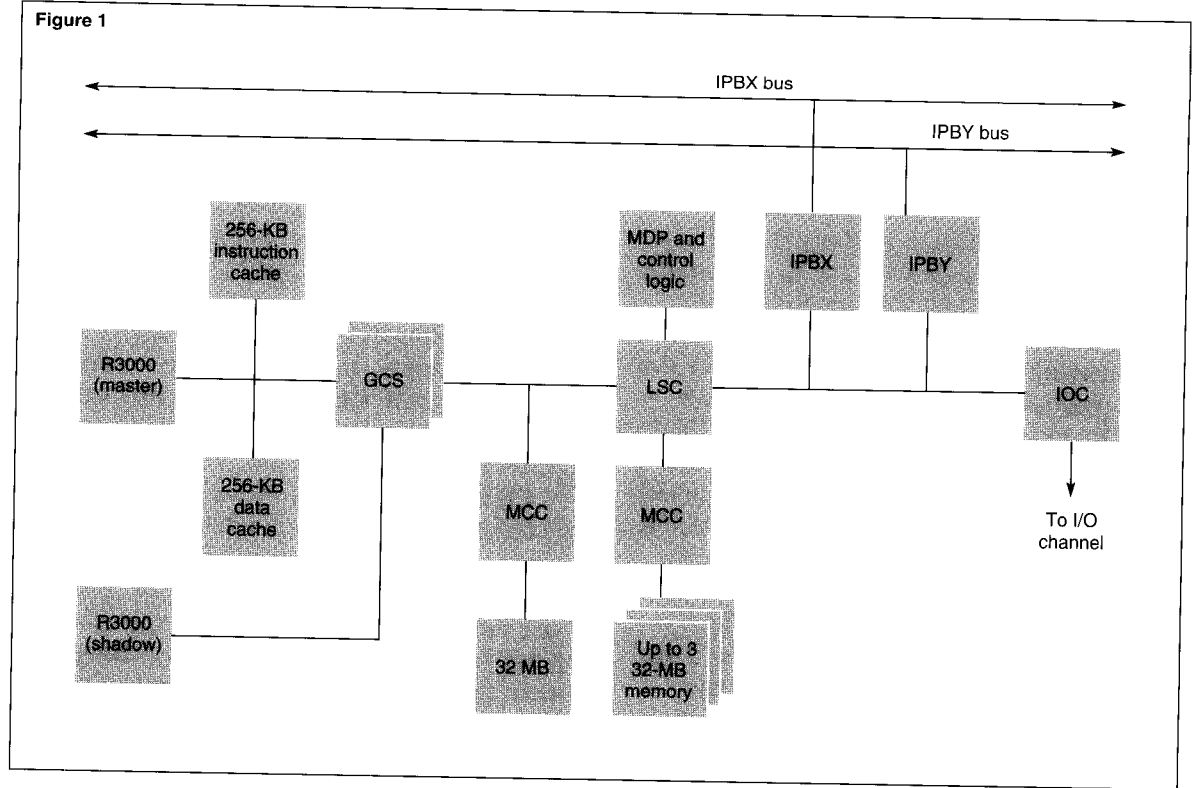 Figure 1
IPBX bus
IPBY bus
256-KB
instruction
cache
MDP and
control
logic
IPBX
IPBY
R3000
(master)
GCS
LSC
IOC
256-KB
data
cache
MCC
MCC
To I/O
channel
R3000
(shadow)
32 MB
Up to 3
32-MB
memory